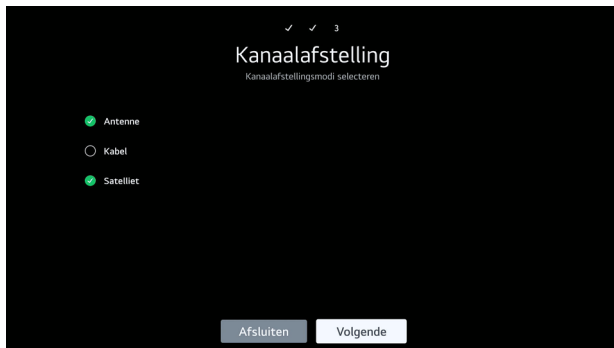 3
Kanaalafstelling
Kanaalafstellingsmodi selecteren
Antenne
Kabel
Satelliet
Afsluiten
Volgende